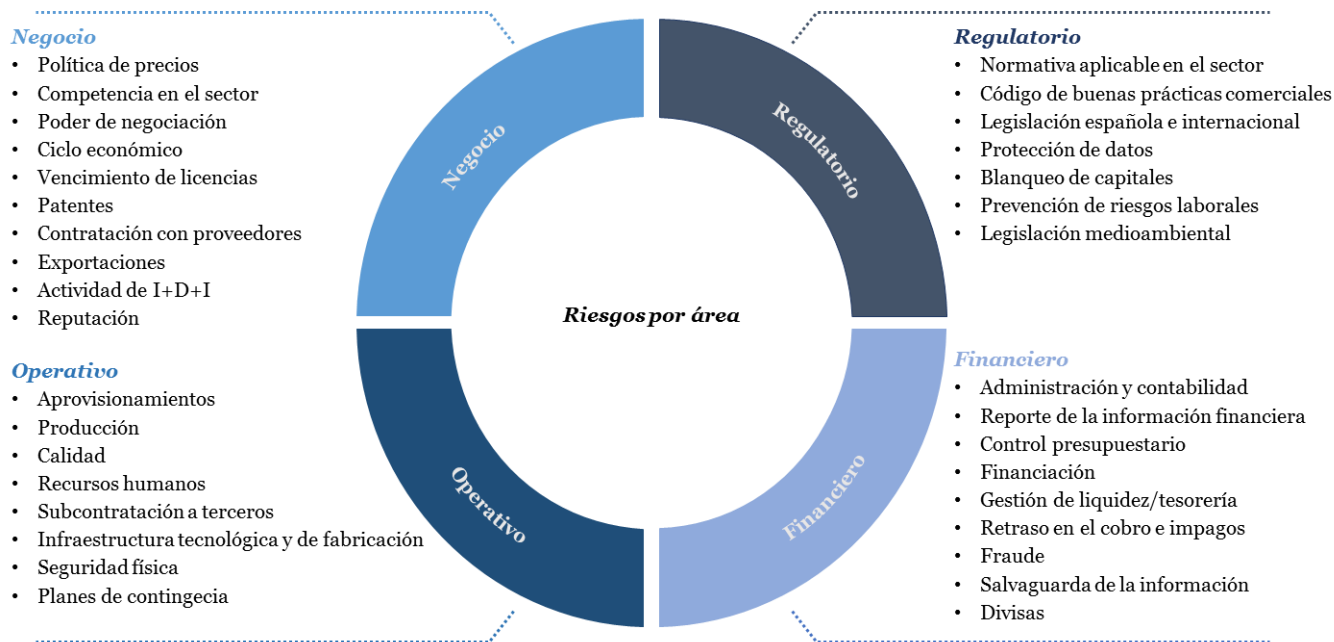 Negocio
• Política de precios
• Competencia en el sector
• Poder de negociación
• Ciclo económico
• Vencimiento de licencias
• Patentes
• Contratación con proveedores
• Exportaciones
• Actividad de I+D+I
• Reputación
Operativo
• Aprovisionamientos
• Producción
• Calidad
• Recursos humanos
• Subcontratación a terceros
• Infraestructura tecnológica y de fabricación
• Seguridad física
• Planes de contingecia
Negocio
Regulatorio
Riesgos por área
Operativo
Financiero
Regulatorio
• Normativa aplicable en el sector
• Código de buenas prácticas comerciales
• Legislación española e internacional
• Protección de datos
• Blanqueo de capitales
• Prevención de riesgos laborales
• Legislación medioambiental
Financiero
• Administración y contabilidad
• Reporte de la información financiera
• Control presupuestario
• Financiación
• Gestión de liquidez/tesorería
• Retraso en el cobro e impagos
• Fraude
• Salvaguarda de la información
• Divisas